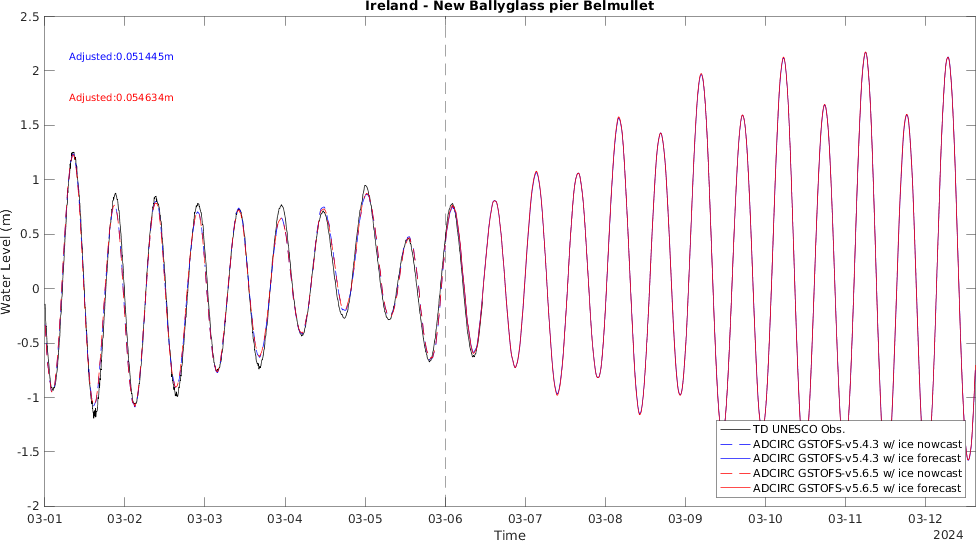 Ireland - New Ballyglass pier Belmullet
2.5
2
1.5
1
0.5
0
-0.5
-1
-1.5
-2
Water Level (m)
Adjusted:0.051445m
Adjusted:0.054634m
TD UNESCO Obs.
ADCIRC GSTOFS-v5.4.3 w/ ice nowcast
ADCIRC GSTOFS-v5.4.3 w/ ice forecast
ADCIRC GSTOFS-v5.6.5 w/ ice nowcast
ADCIRC GSTOFS-v5.6.5 w/ ice forecast
03-01 03-02 03-03 03-04 03-05 03-06 03-07 03-08 03-09 03-10 03-11 03-12
Time
2024